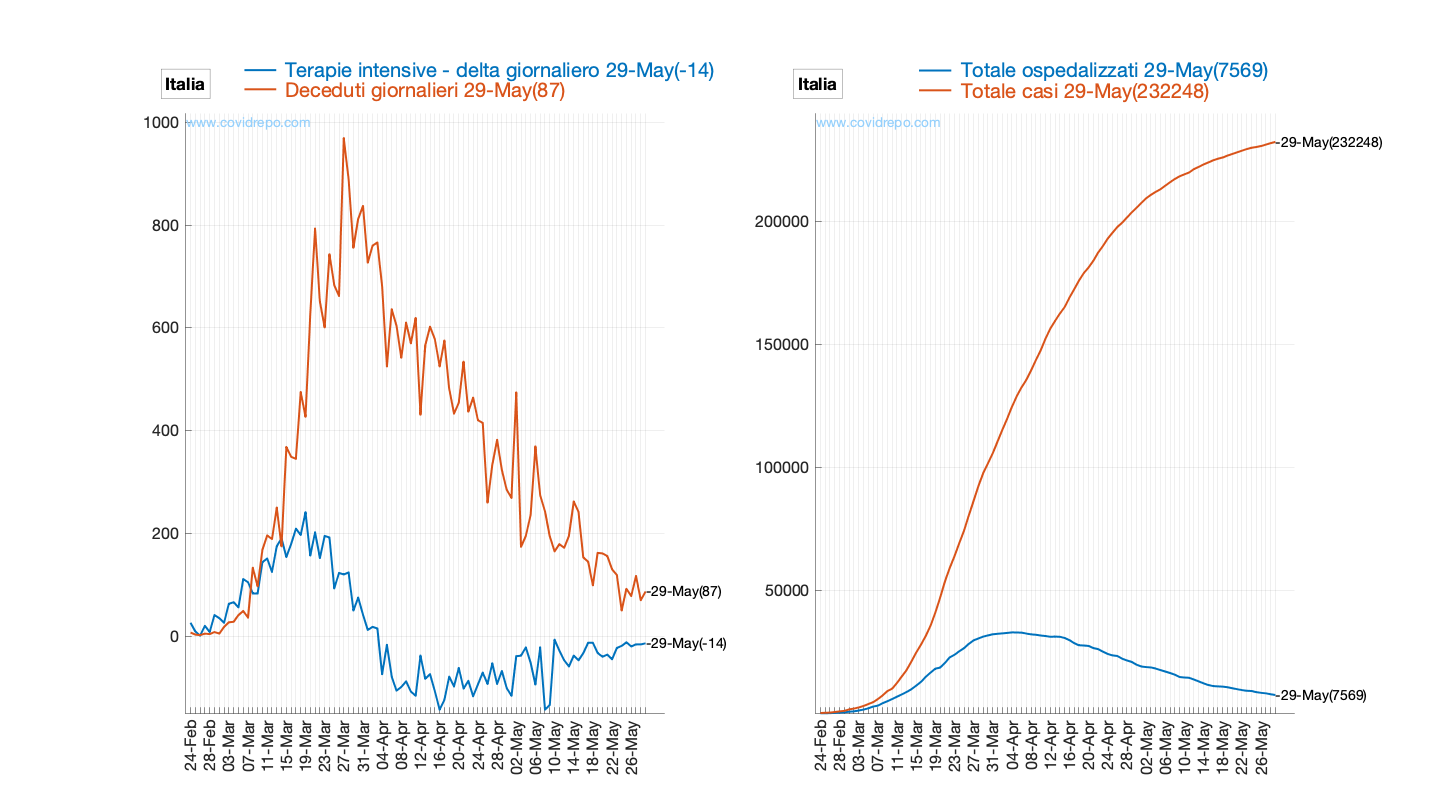 Italia
Terapie intensive - delta giornaliero 29-May(-14)
Deceduti giornalieri 29-May(87)
www.covidrepo.com
1000
800
600
400
200
0
-29-May(87)
-29-May(-14)
24-Feb
28-Feb
03-Mar
07-Mar
11-Mar
15-Mar
19-Mar
23-Mar
27-Mar
31-Mar
04-Apr
08-Apr
12-Apr
16-Apr
20-Apr
24-Apr
28-Apr
02-May
06-May
10-May
14-May
18-May
22-May
26-May
Italia
Totale ospedalizzati 29-May(7569)
Totale casi 29-May(232248)
www.covidrepo.com
200000
150000
100000
50000
-29-May(232248)
-29-May(7569)
24-Feb
28-Feb
03-Mar
07-Mar
11-Mar
15-Mar
19-Mar
23-Mar
27-Mar
31-Mar
04-Apr
08-Apr
12-Apr
16-Apr
20-Apr
24-Apr
28-Apr
02-May
06-May
10-May
14-May
18-May
22-May
26-May